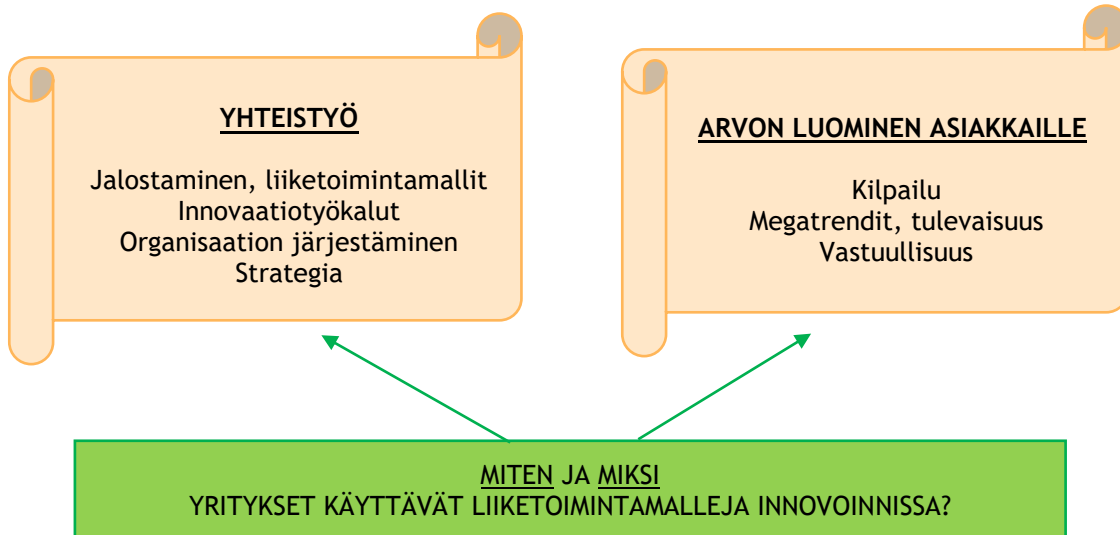 YHTEISTYÖ
Jalostaminen, liiketoimintamallit
Innovaatiotyökalut
Organisaation järjestäminen
Strategia
ARVON LUOMINEN ASIAKKAILLE
Kilpailu
Megatrendit, tulevaisuus
Vastuullisuus
MITEN JA MIKSI
YRITYKSET KÄYTTÄVÄT LIIKETOIMINTAMALLEJA INNOVOINNISSA?